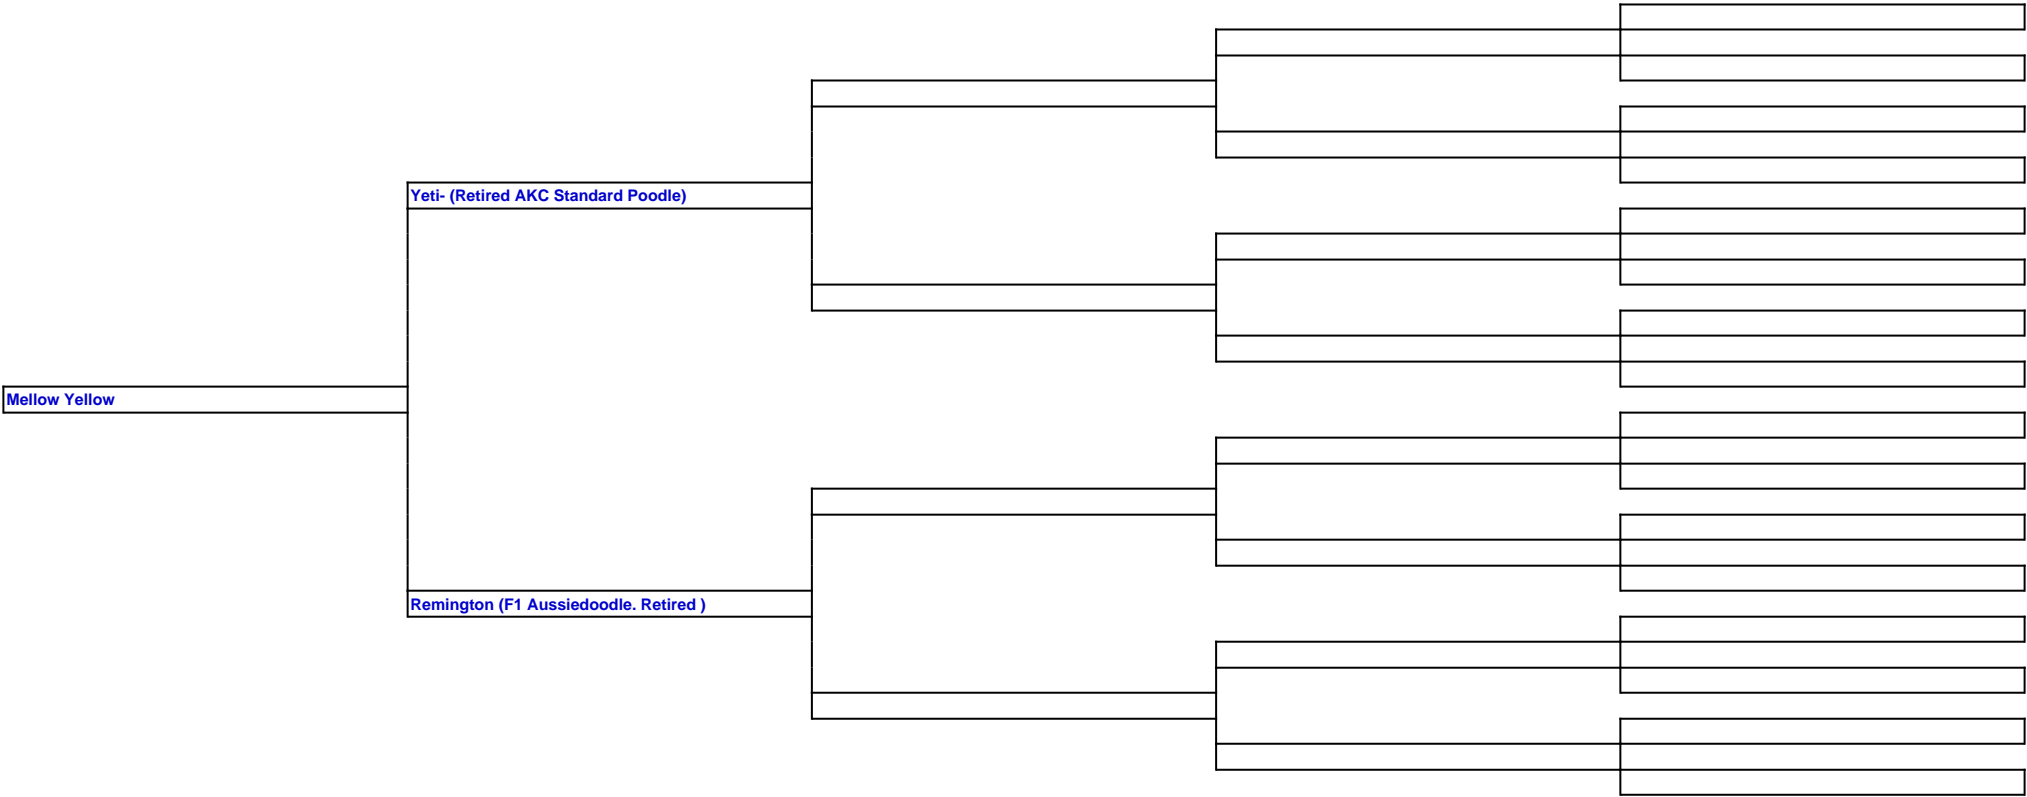 Yeti- (Retired AKC Standard Poodle)
Mellow Yellow
Remington (F1 Aussiedoodle. Retired )